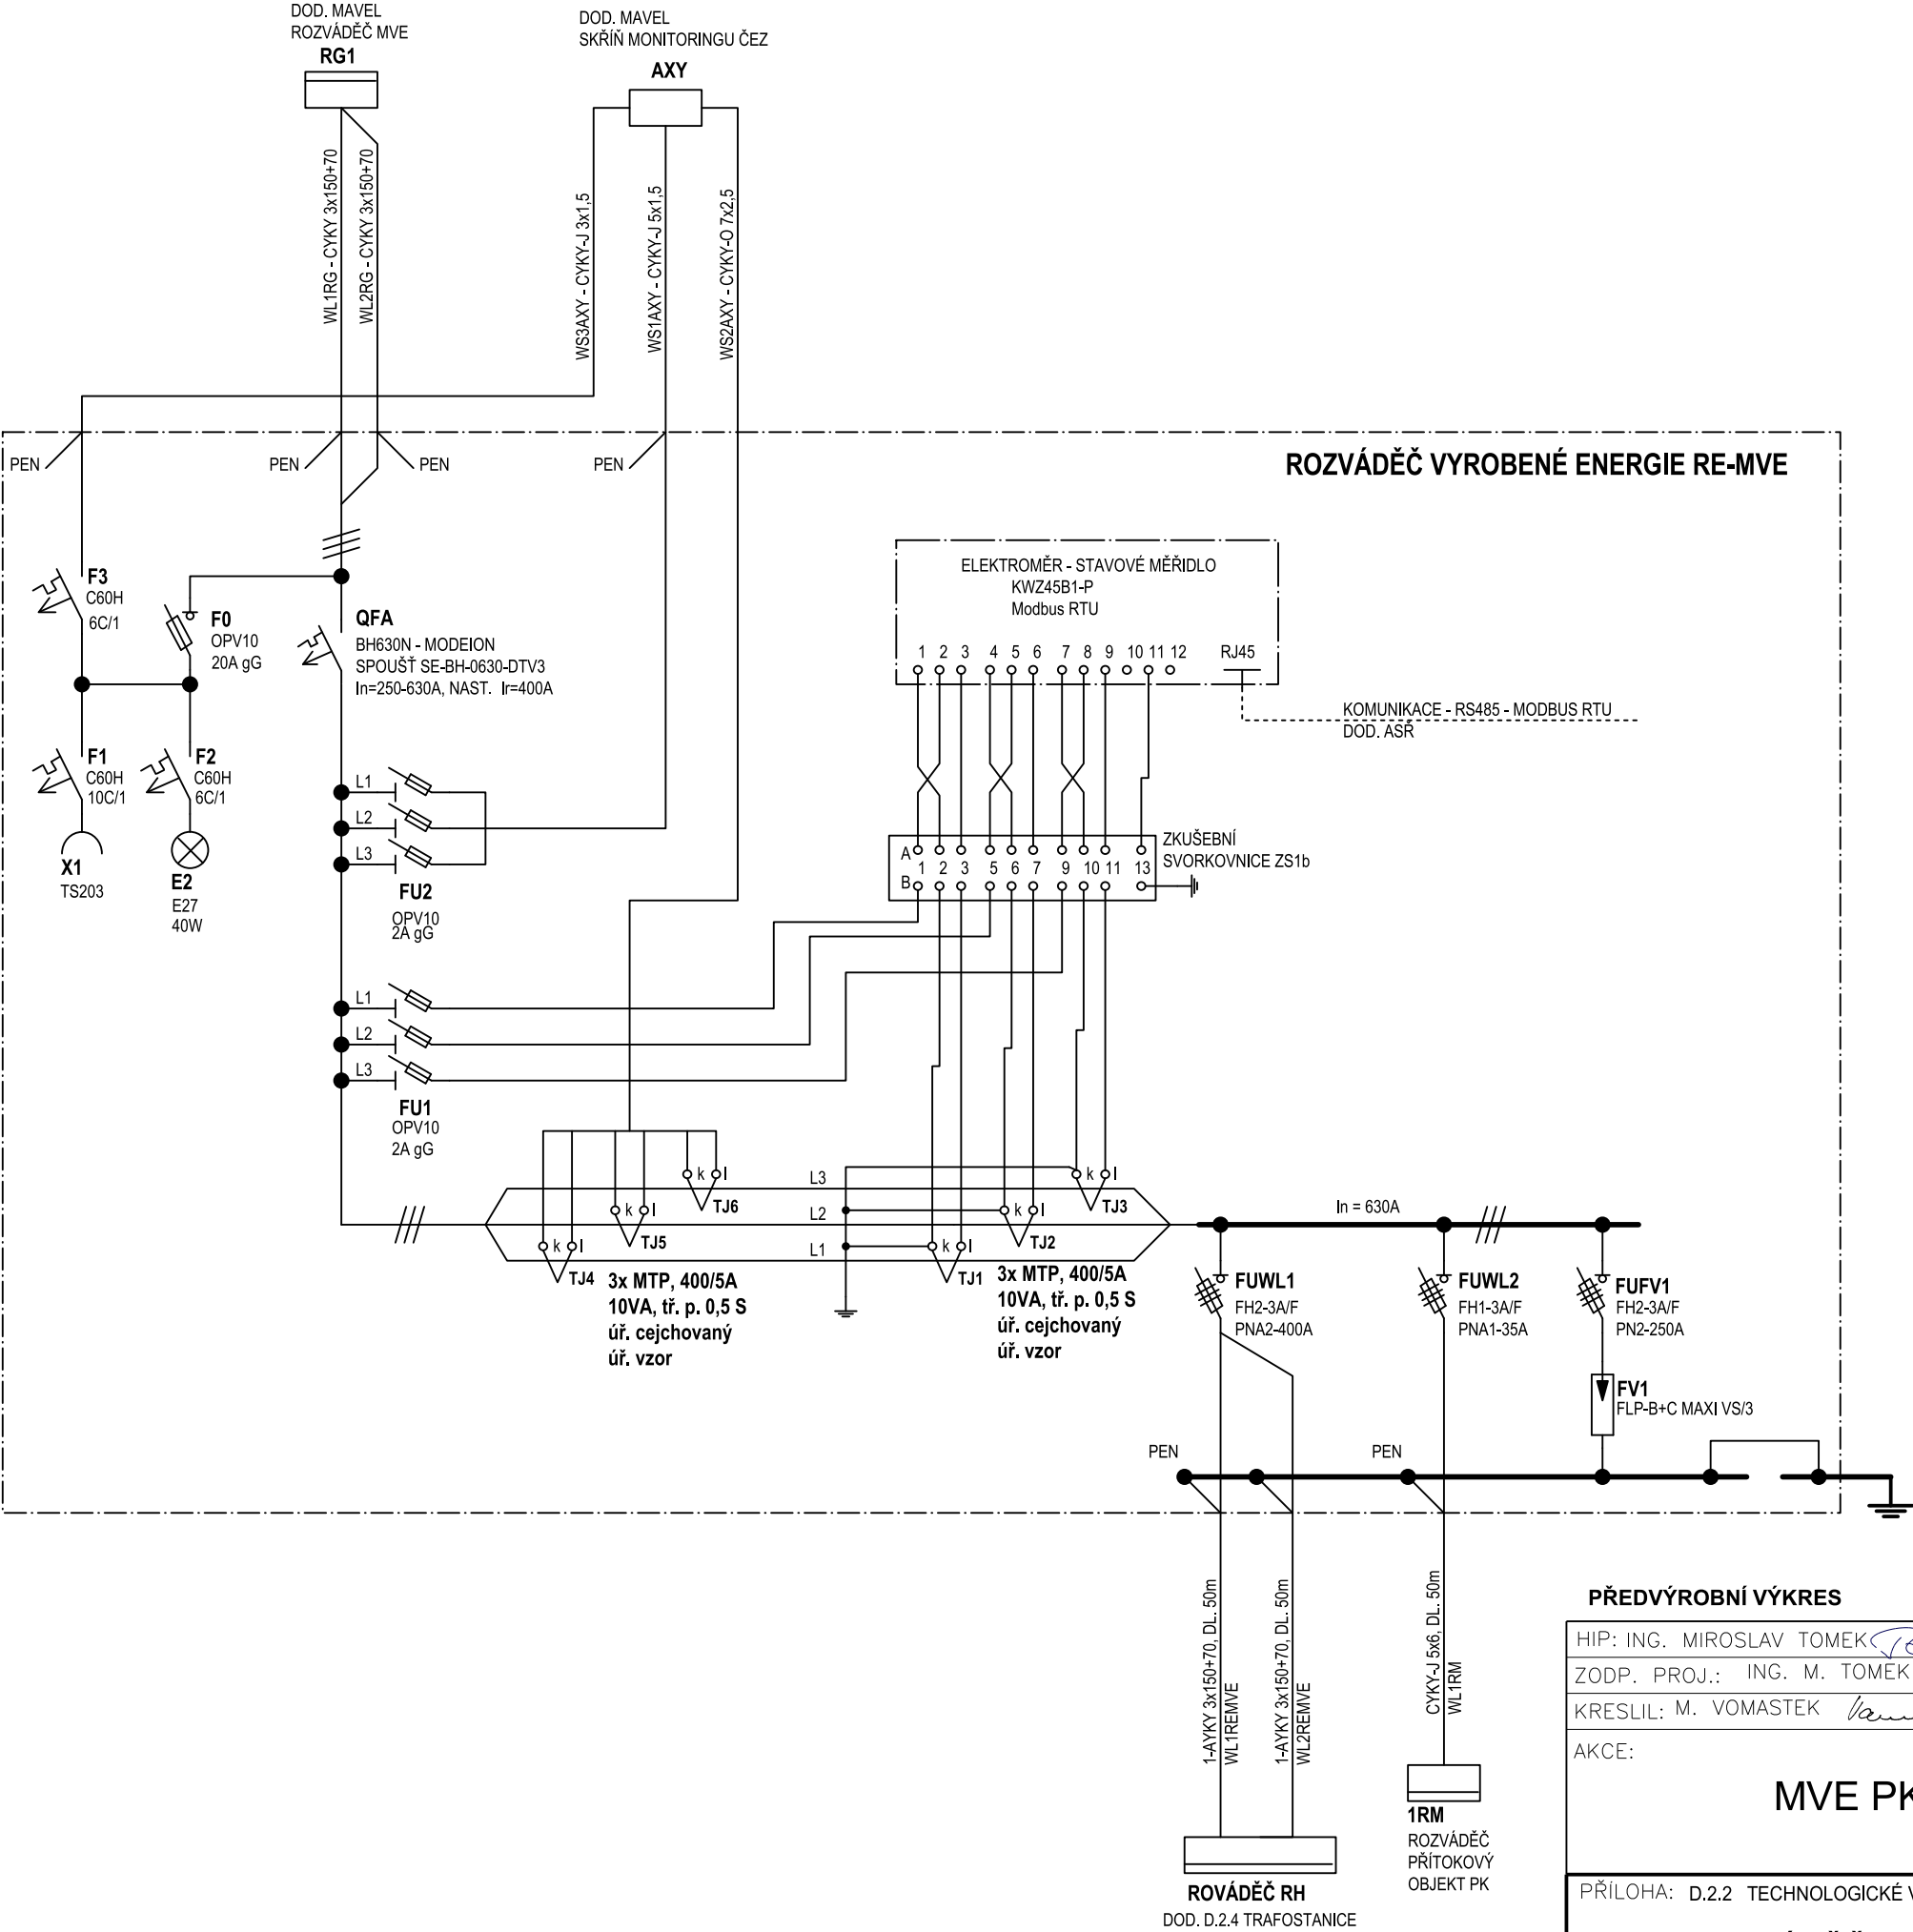 DOD. MAVEL
ROZVÁDĚČ MVE
RG1
DOD. MAVEL
SKŘÍŇ MONITORINGU ČEZ
AXY
WL1RG - CYKY 3x150+70
WL2RG - CYKY 3x150+70
WS3AXY - CYKY-J 3x1,5
WS1AXY - CYKY-J 5x1,5
WS2AXY - CYKY-O 7x2,5
PEN
PEN
PEN
PEN
ROZVÁDĚČ VYROBENÉ ENERGIE RE-MVE
F3
C60H
6C/1
F0
OPV10
20A gG
QFA
BH630N - MODEION
SPOUŠŤ SE-BH-0630-DTV3
In=250-630A, NAST. Ir=400A
ELEKTROMĚR - STAVOVÉ MĚŘIDLO
KWZ45B1-P
Modbus RTU
1 2 3 4 5 6 7 8 9 10 11 12 RJ45
KOMUNIKACE - RS485 - MODBUS RTU
DOD. ASŘ
F1
C60H
10C/1
F2
C60H
6C/1
X1
TS203
E2
E27
40W
L1
L2
L3
FU2
OPV10
2A gG
ZKUŠEBNÍ
SVORKOVNICE ZS1b
A
1 2 3 5 6 7 9 10 11 13
B
L1
L2
L3
FU1
OPV10
2A gG
k l
TJ6
k l
TJ5
k l
TJ4
L3
L2
L1
k l
TJ3
k l
TJ2
k l
TJ1
3x MTP, 400/5A
10VA, tř. p. 0,5 S
úř. cejchovaný
úř. vzor
3x MTP, 400/5A
10VA, tř. p. 0,5 S
úř. cejchovaný
úř. vzor
In = 630A
FUWL1
FH2-3A/F
PNA2-400A
FUWL2
FH1-3A/F
PNA1-35A
FUFV1
FH2-3A/F
PN2-250A
FV1
FLP-B+C MAXI VS/3
PEN
PEN
1-AYKY 3x150+70, DL. 50m
WL1REMVE
1-AYKY 3x150+70, DL. 50m
WL2REMVE
CYKY-J 5x6, DL. 50m
WL1RM
1RM
ROZVÁDĚČ
PŘÍTOKOVÝ
OBJEKT PK
ROVÁDĚČ RH
DOD. D.2.4 TRAFOSTANICE
PŘEDVÝROBNÍ VÝKRES
HIP: ING. MIROSLAV TOMEK
ZODP. PROJ.: ING. M. TOMEK
KRESLIL: M. VOMASTEK
AKCE:
MVE PK
PŘÍLOHA: D.2.2 TECHNOLOGICKÉ V